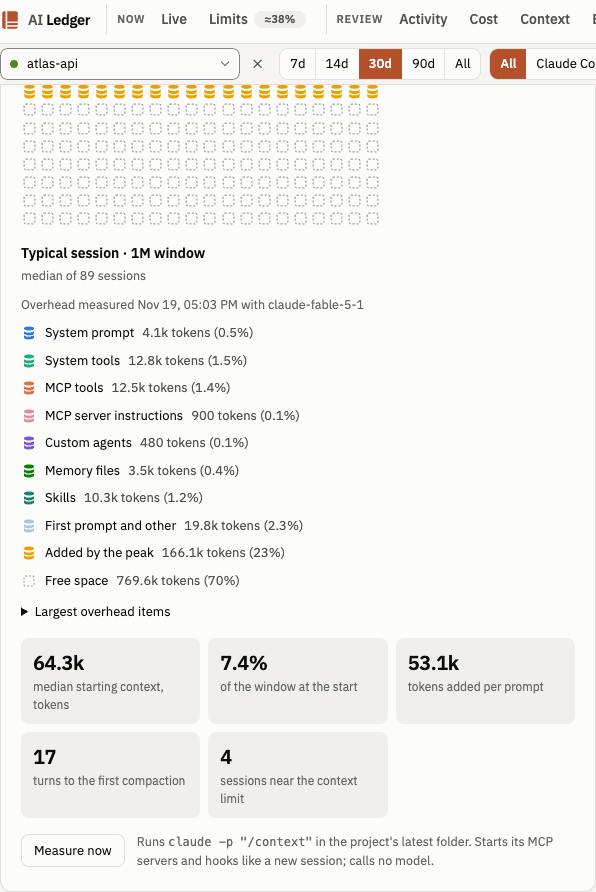 AI Ledger NOW Live Limits ≈38% REVIEW Activity Cost Context
atlas-api × 7d 14d 30d 90d All All Claude Co
Typical session · 1M window
median of 89 sessions
Overhead measured Nov 19, 05:03 PM with claude-fable-5-1
System prompt 4.1k tokens (0.5%)
System tools 12.8k tokens (1.5%)
MCP tools 12.5k tokens (1.4%)
MCP server instructions 900 tokens (0.1%)
Custom agents 480 tokens (0.1%)
Memory files 3.5k tokens (0.4%)
Skills 10.3k tokens (1.2%)
First prompt and other 19.8k tokens (2.3%)
Added by the peak 166.1k tokens (23%)
Free space 769.6k tokens (70%)
Largest overhead items
64.3k
median starting context,
tokens
7.4%
of the window at the start
53.1k
tokens added per prompt
17
turns to the first compaction
4
sessions near the context
limit
Measure now
Runs claude -p "/context" in the project's latest folder. Starts its MCP
servers and hooks like a new session; calls no model.